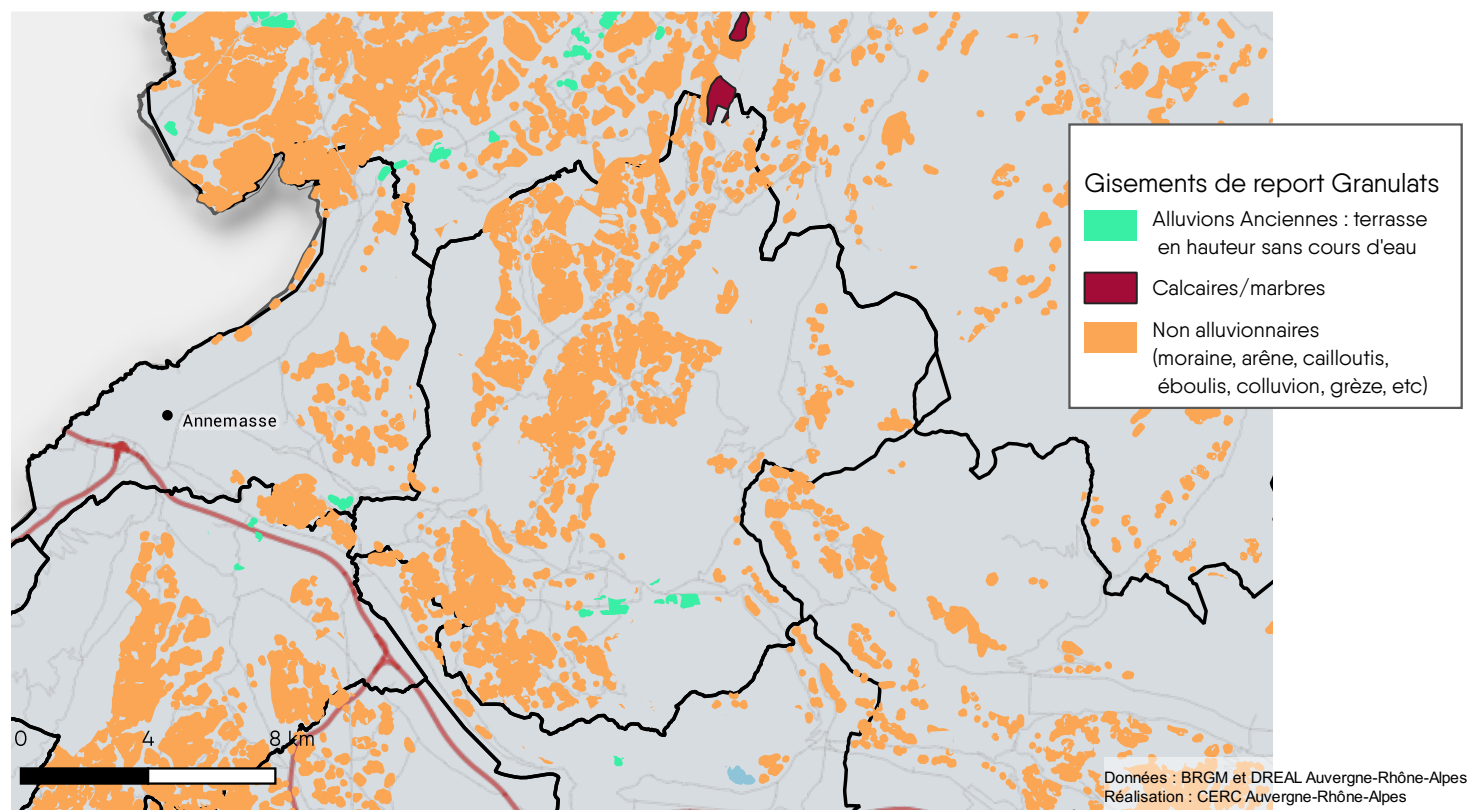 Gisements de report Granulats
Alluvions Anciennes : terrasse
en hauteur sans cours d'eau
Calcaires/marbres
Non alluvionnaires
(moraine, arêne, cailloutis,
éboulis, colluvion, grèze, etc)
Annemasse
0 4 8 km
Données : BRGM et DREAL Auvergne-Rhône-Alpes
Réalisation : CERC Auvergne-Rhône-Alpes